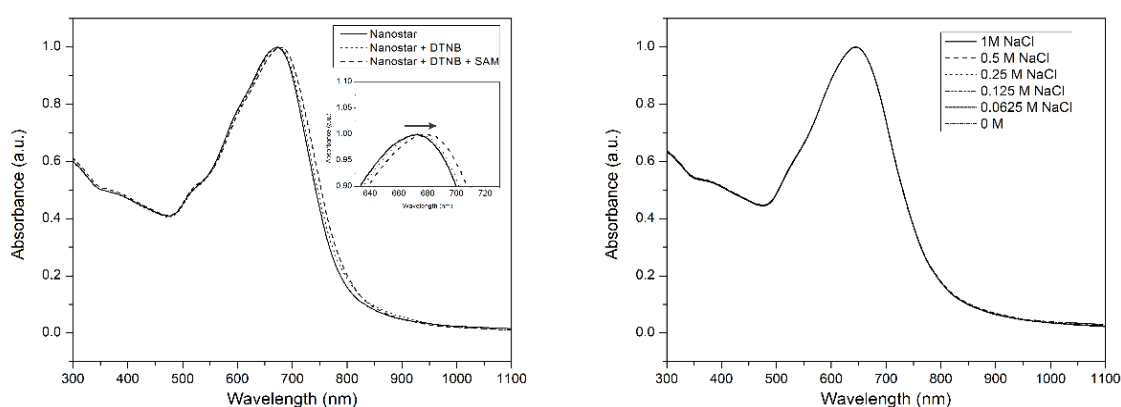 Nanostar
Nanostar + DTNB
Nanostar + DTNB + SAM
1.10
1.05
1.00
0.95
0.90
640 660 680 700 720
Absorbance (a.u.)
Wavelength (nm)
1.0
0.8
0.6
0.4
0.2
0.0
Absorbance (a.u.)
300 400 500 600 700 800 900 1000 1100
Wavelength (nm)
1M NaCl
0.5 M NaCl
0.25 M NaCl
0.125 M NaCl
0.0625 M NaCl
0 M
1.0
0.8
0.6
0.4
0.2
0.0
Absorbance (a.u.)
300 400 500 600 700 800 900 1000 1100
Wavelength (nm)